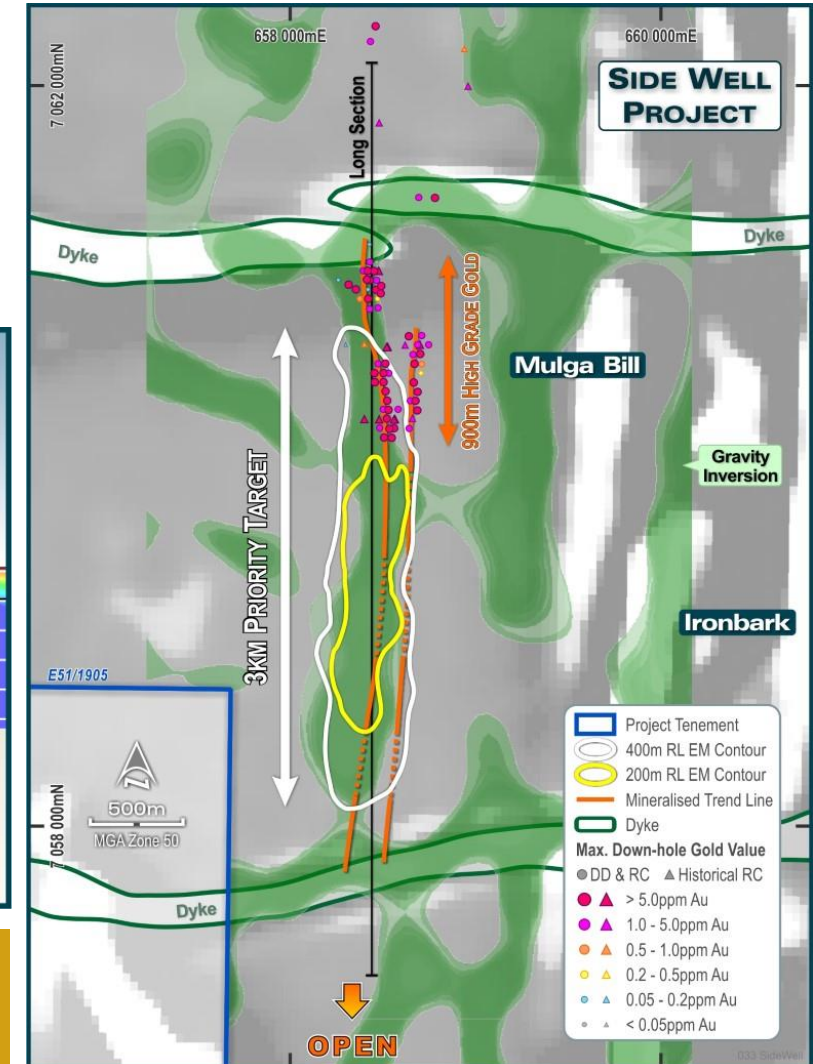 658 000mE
660 000mE
7 062 000mN
SIDE WELL
PROJECT
Long Section
Dyke
Dyke
900m HIGH GRADE GOLD
Mulga Bill
3KM PRIORITY TARGET
Gravity
Inversion
Ironbark
E51/1905
N
500m
MGA Zone 50
7 058 000mN
Dyke
OPEN
Project Tenement
400m RL EM Contour
200m RL EM Contour
Mineralised Trend Line
Dyke
Max. Down-hole Gold Value
DD & RC Historical RC
> 5.0ppm Au
1.0 - 5.0ppm Au
0.5 - 1.0ppm Au
0.2 - 0.5ppm Au
0.05 - 0.2ppm Au
< 0.05ppm Au
033 SideWell